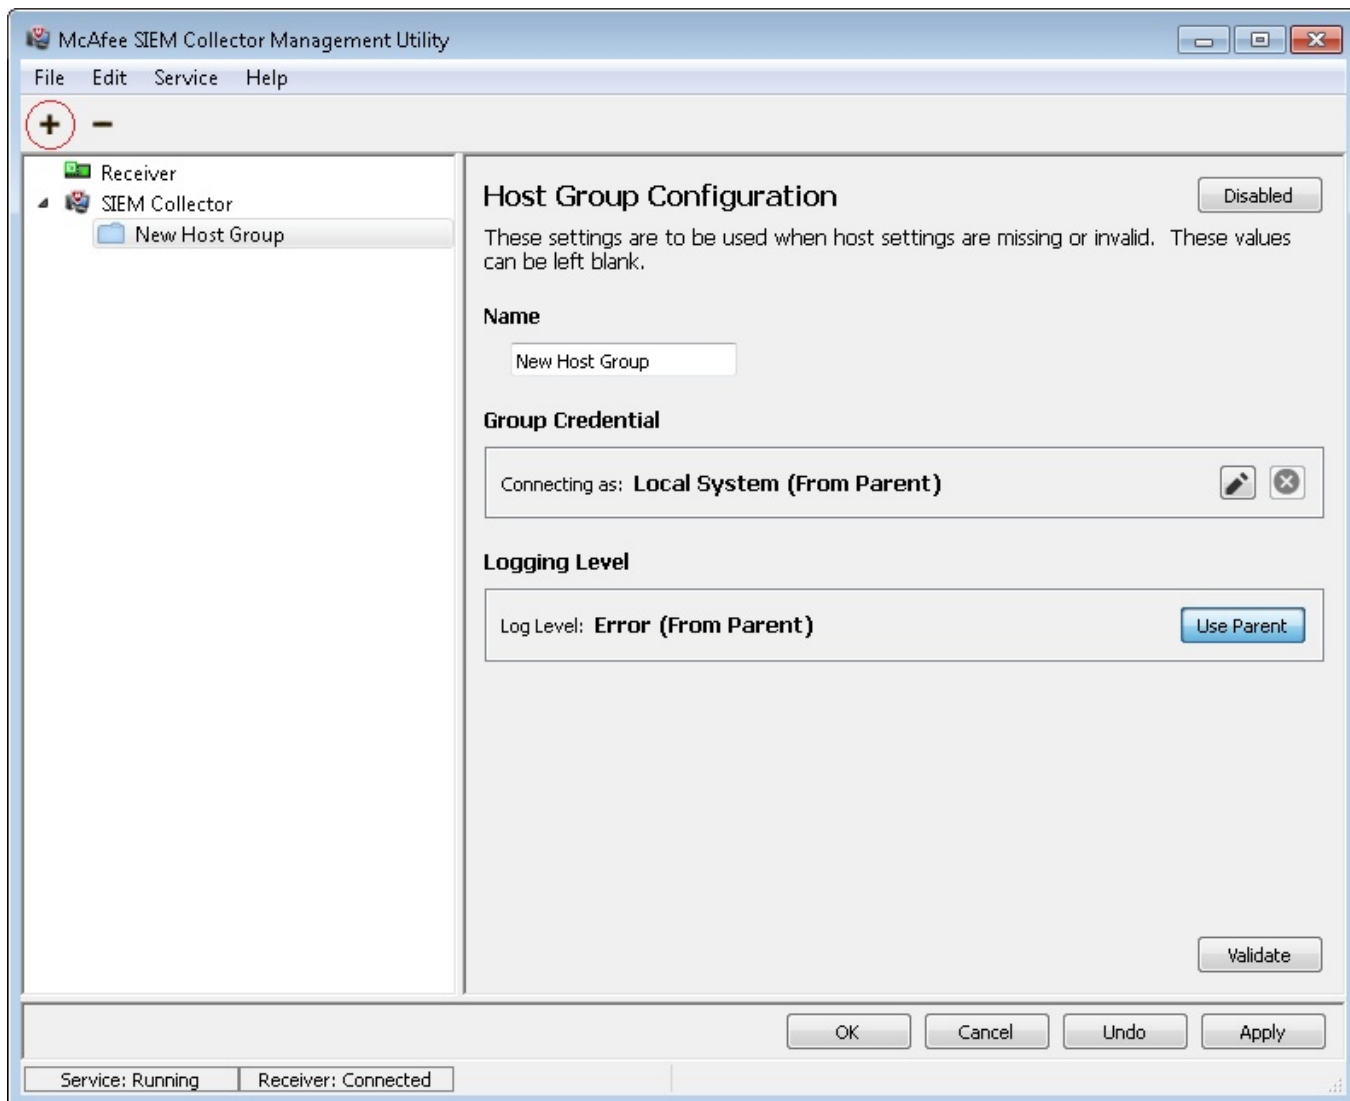 McAfee SIEM Collector Management Utility
File Edit Service Help
Receiver
SIEM Collector
New Host Group
Host Group Configuration
Disabled
These settings are to be used when host settings are missing or invalid. These values
can be left blank.
Name
New Host Group
Group Credential
Connecting as: Local System (From Parent)
Logging Level
Log Level: Error (From Parent)
Use Parent
Validate
OK Cancel Undo Apply
Service: Running Receiver: Connected